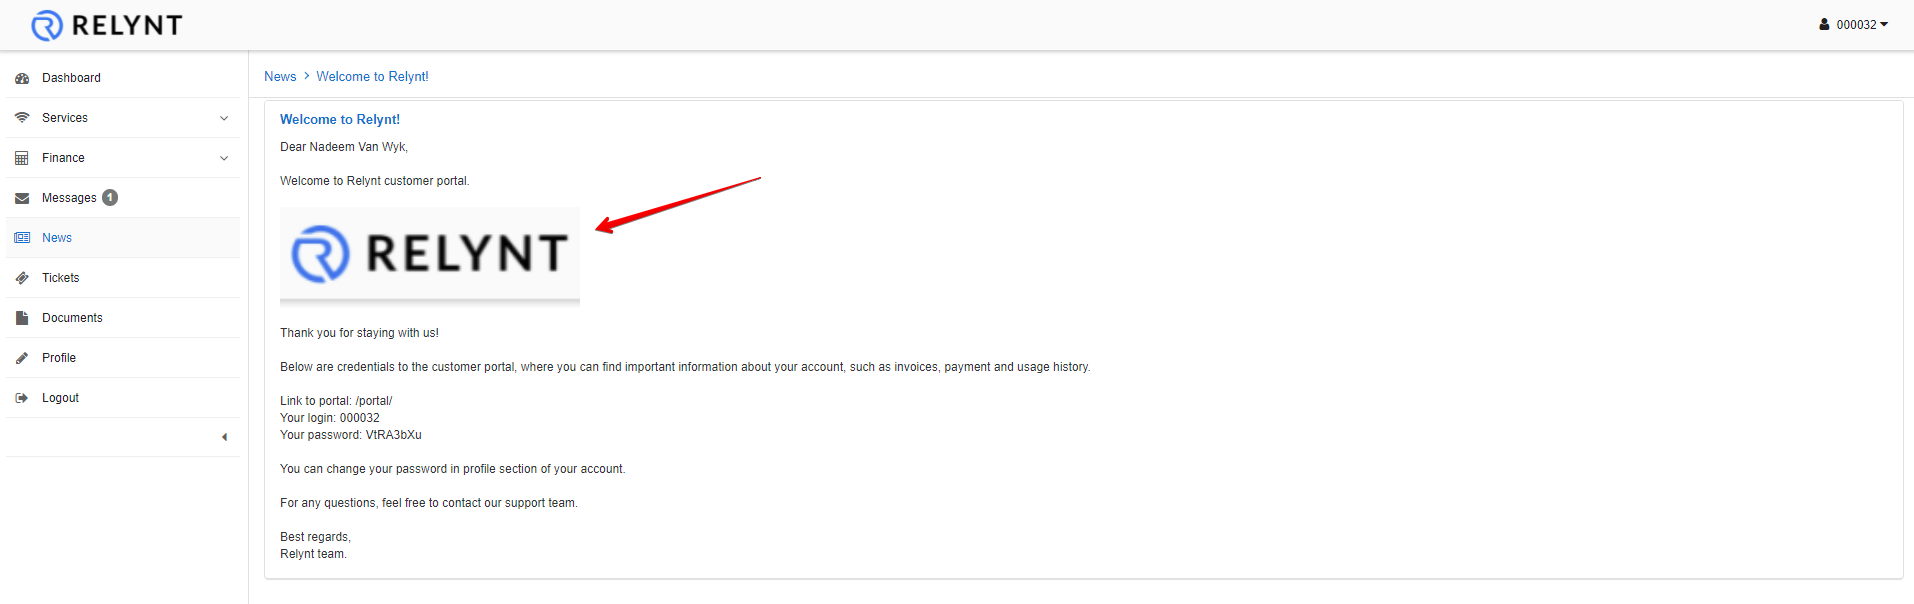 RELYNT
000032
Dashboard
Services
Finance
Messages 1
News
Tickets
Documents
Profile
Logout
News > Welcome to Relynt!
Welcome to Relynt!
Dear Nadeem Van Wyk,
Welcome to Relynt customer portal.
RELYNT
Thank you for staying with us!
Below are credentials to the customer portal, where you can find important information about your account, such as invoices, payment and usage history.
Link to portal: /portal/
Your login: 000032
Your password: VtRA3bXu
You can change your password in profile section of your account.
For any questions, feel free to contact our support team.
Best regards,
Relynt team.